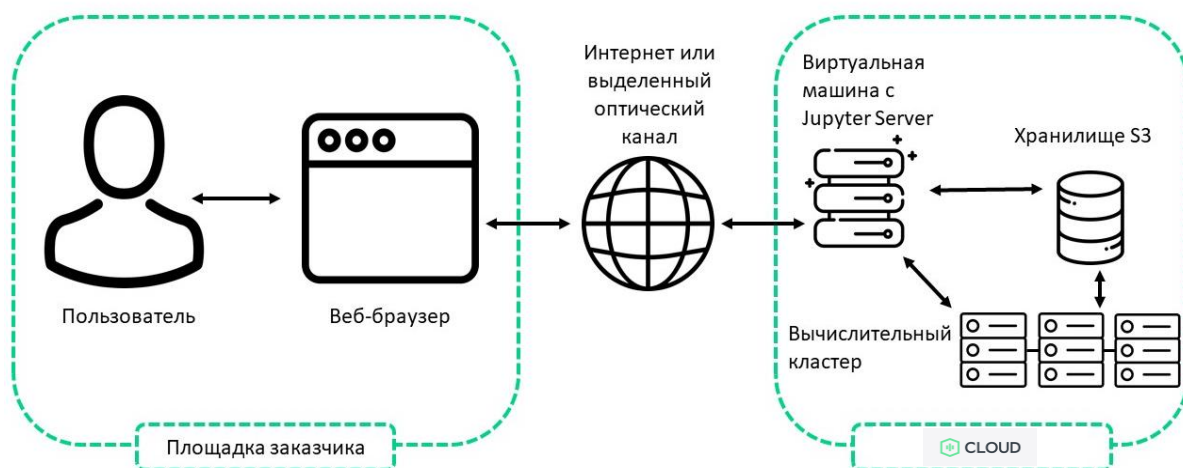 Интернет или
выделенный
оптический
канал
Виртуальная
машина с
Jupyter Server
Хранилище S3
Пользователь
Веб-браузер
Вычислительный
кластер
Площадка заказчика
CLOUD